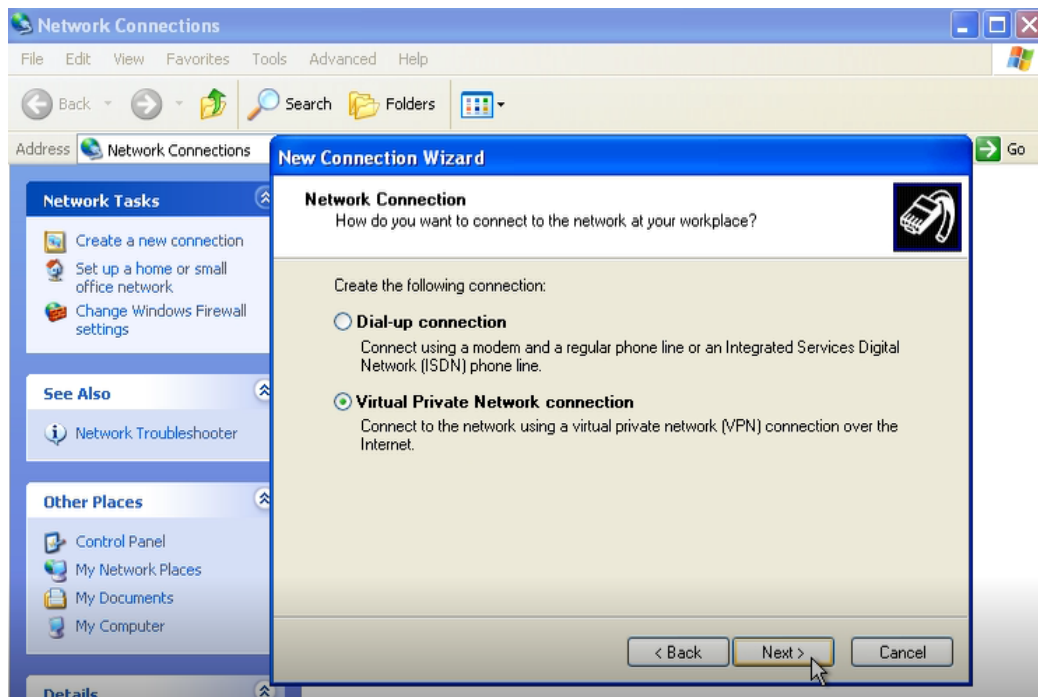 Network Connections
File Edit View Favorites Tools Advanced Help
Back Search Folders
Address Network Connections Go
Network Tasks
Create a new connection
Set up a home or small
office network
Change Windows Firewall
settings
See Also
Network Troubleshooter
Other Places
Control Panel
My Network Places
My Documents
My Computer
Details
New Connection Wizard
Network Connection
How do you want to connect to the network at your workplace?
Create the following connection:
Dial-up connection
Connect using a modem and a regular phone line or an Integrated Services Digital
Network (ISDN) phone line.
Virtual Private Network connection
Connect to the network using a virtual private network (VPN) connection over the
Internet.
< Back Next > Cancel